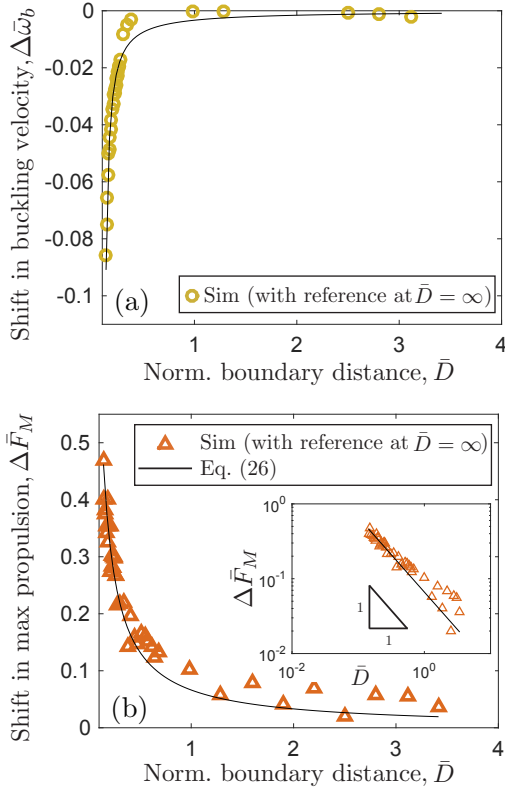 Shift in buckling velocity, Δω̄_b
0
-0.02
-0.04
-0.06
-0.08
-0.1
(a)
Sim (with reference at D̄ = ∞)
0 1 2 3 4
Norm. boundary distance, D̄
Shift in max propulsion, ΔF̄_M
0.5
0.4
0.3
0.2
0.1
0
(b)
Sim (with reference at D̄ = ∞)
Eq. (26)
ΔF̄_M
10^0
10^-1
10^-2
1
1
10^-2 10^0
D̄
0 1 2 3 4
Norm. boundary distance, D̄